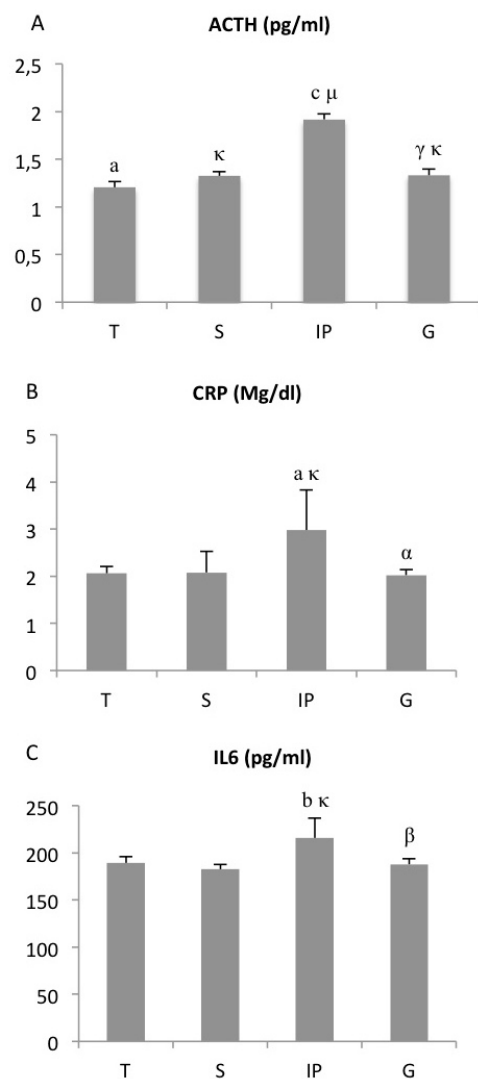 A
ACTH (pg/ml)
2,5
2
1,5
1
0,5
0
a
κ
c μ
γ κ
T S IP G
B
CRP (Mg/dl)
5
4
3
2
1
0
a κ
α
T S IP G
C
IL6 (pg/ml)
250
200
150
100
50
0
b κ
β
T S IP G